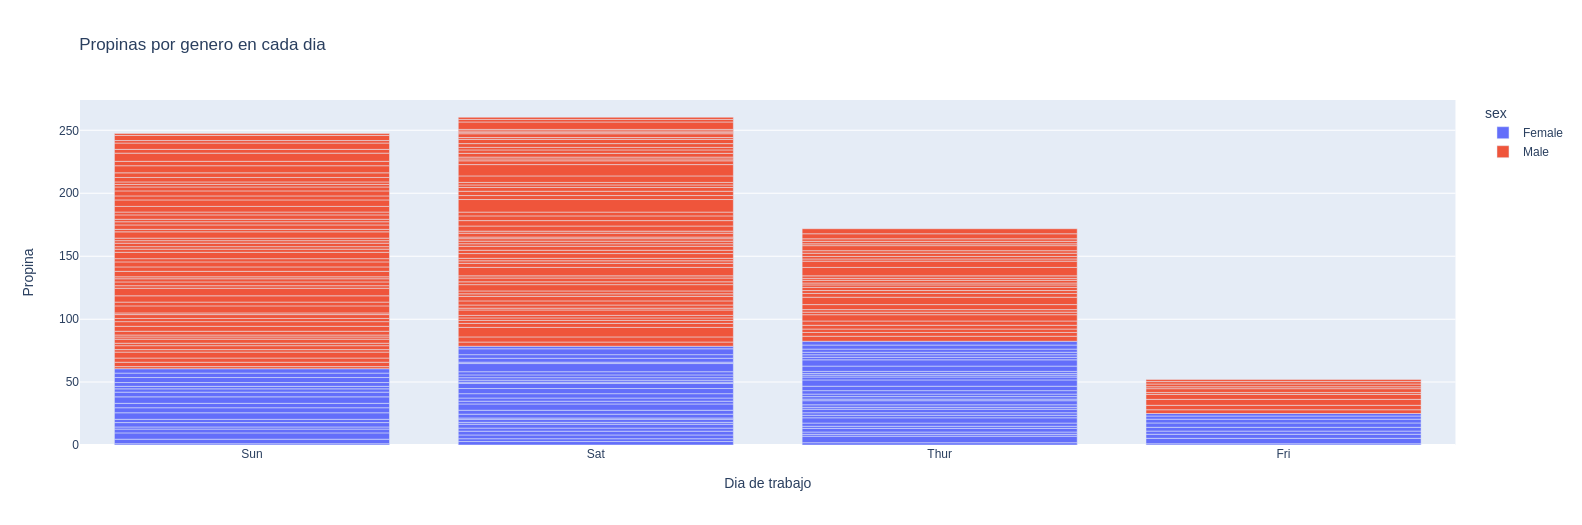 Propinas por genero en cada dia
sex
Female
Male
Propina
250
200
150
100
50
0
Sun
Sat
Thur
Fri
Dia de trabajo